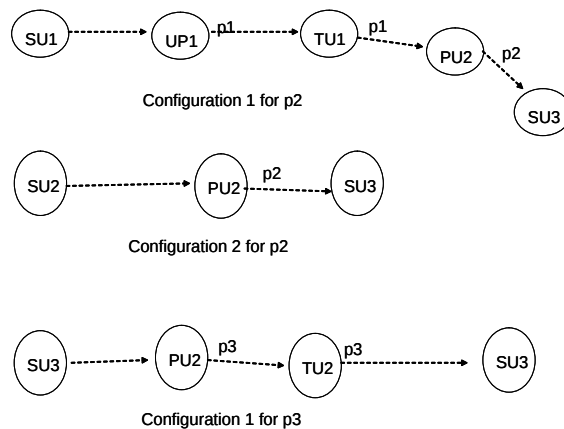 SU1
UP1
p1
TU1
p1
PU2
p2
SU3
Configuration 1 for p2
SU2
PU2
p2
SU3
Configuration 2 for p2
SU3
PU2
p3
TU2
p3
SU3
Configuration 1 for p3